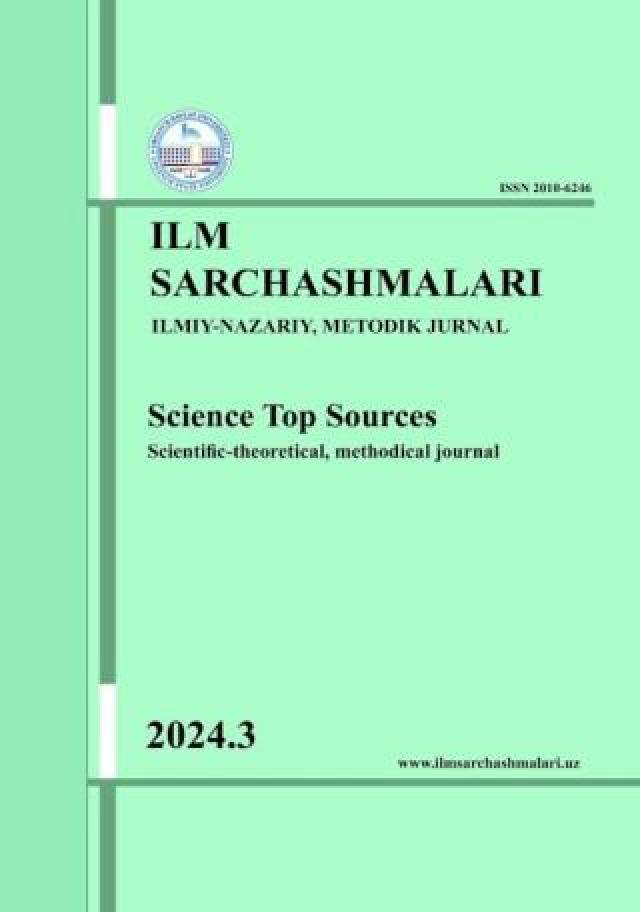 ISSN 2010-6246
ILM
SARCHASHMALARI
ILMIY-NAZARIY, METODIK JURNAL
Science Top Sources
Scientific-theoretical, methodical journal
2024.3
www.ilmsarchashmalari.uz